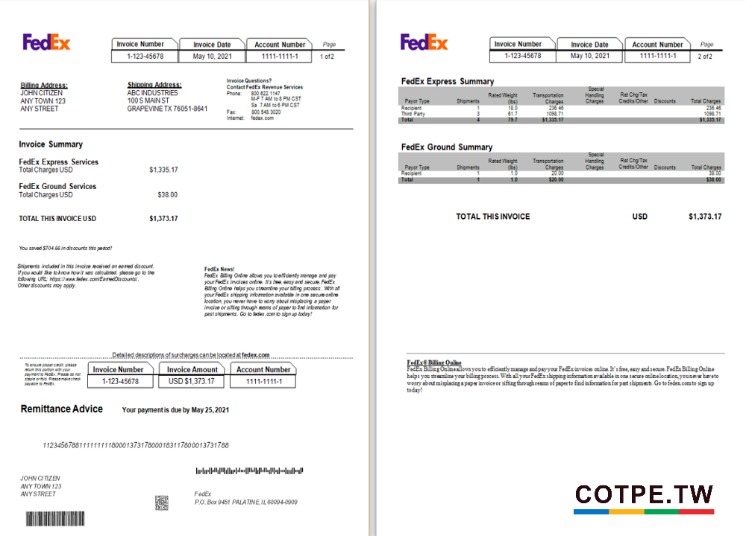 FedEx
Invoice Number
1-123-45678
Invoice Date
May 10, 2021
Account Number
1111-1111-1
Page
1 of 2
Billing Address:
JOHN CITIZEN
ANY TOWN 123
ANY STREET
Shipping Address:
ABC INDUSTRIES
100 S MAIN ST
GRAPEVINE TX 76051-8641
Invoice Questions?
Contact FedEx Revenue Services
Phone: 800.622.1147
M-F 7 AM to 8 PM CST
Sa 7 AM to 6 PM CST
Fax: 800.548.3020
Internet: fedex.com
Invoice Summary
FedEx Express Services
Total Charges USD $1,335.17
FedEx Ground Services
Total Charges USD $38.00
TOTAL THIS INVOICE USD $1,373.17
You saved $704.66 in discounts this period!
Shipments included in this invoice received an earned discount.
If you would like to know how it was calculated, please go to the
following URL: https://www.fedex.com/EarnedDiscounts/.
Other discounts may apply.
FedEx News!
FedEx Billing Online allows you to efficiently manage and pay
your FedEx invoices online. It's free, easy and secure. FedEx
Billing Online helps you streamline your billing process. With all
your FedEx shipping information available in one secure online
location, you never have to worry about misplacing a paper
invoice or sifting through reams of paper to find information for
past shipments. Go to fedex.com to sign up today!
Detailed descriptions of surcharges can be located at fedex.com
To ensure proper credit, please
return this portion with your
payment to FedEx. Please do not
staple or fold. Please make check
payable to FedEx.
Invoice Number
1-123-45678
Invoice Amount
USD $1,373.17
Account Number
1111-1111-1
Remittance Advice
Your payment is due by May 25, 2021
JOHN CITIZEN
ANY TOWN 123
ANY STREET
FedEx
P.O. Box 9451 PALATINE, IL 60094-0909
FedEx
Invoice Number
1-123-45678
Invoice Date
May 10, 2021
Account Number
1111-1111-1
Page
2 of 2
FedEx Express Summary
Payor Type Shipments Rated Weight (lbs) Transportation Charges Special Handling Charges Ret Chg/Tax Credits/Other Discounts Total Charges
Recipient 1 18.0 236.46 236.46
Third Party 3 61.7 1098.71 1098.71
Total 4 79.7 $1,335.17 $1,335.17
FedEx Ground Summary
Payor Type Shipments Rated Weight (lbs) Transportation Charges Special Handling Charges Ret Chg/Tax Credits/Other Discounts Total Charges
Recipient 1 1.0 20.00 38.00
Total 1 1.0 $20.00 $38.00
TOTAL THIS INVOICE USD $1,373.17
FedEx® Billing Online
FedEx Billing Online allows you to efficiently manage and pay your FedEx invoices online. It's free, easy and secure. FedEx Billing Online
helps you streamline your billing process. With all your FedEx shipping information available in one secure online location, you never have to
worry about misplacing a paper invoice or sifting through reams of paper to find information for past shipments. Go to fedex.com to sign up
today!
COTPE.TW